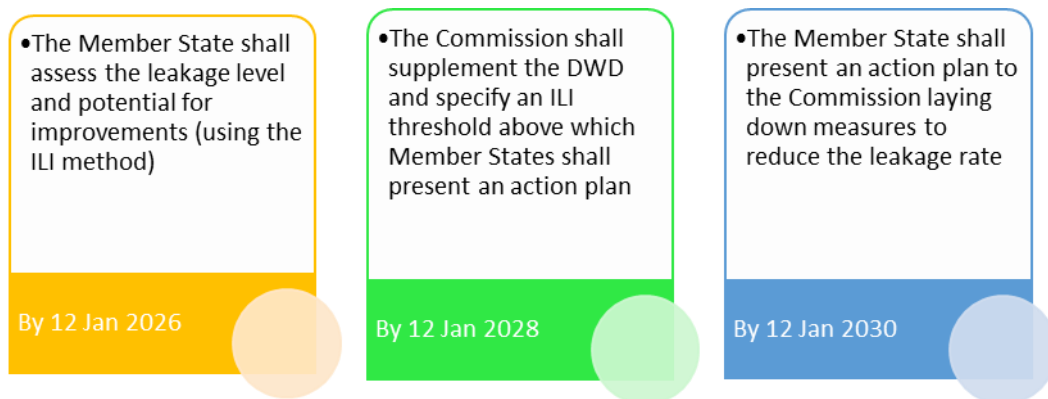 •The Member State shall
assess the leakage level
and potential for
improvements (using the
ILI method)
By 12 Jan 2026
•The Commission shall
supplement the DWD
and specify an ILI
threshold above which
Member States shall
present an action plan
By 12 Jan 2028
•The Member State shall
present an action plan to
the Commission laying
down measures to
reduce the leakage rate
By 12 Jan 2030